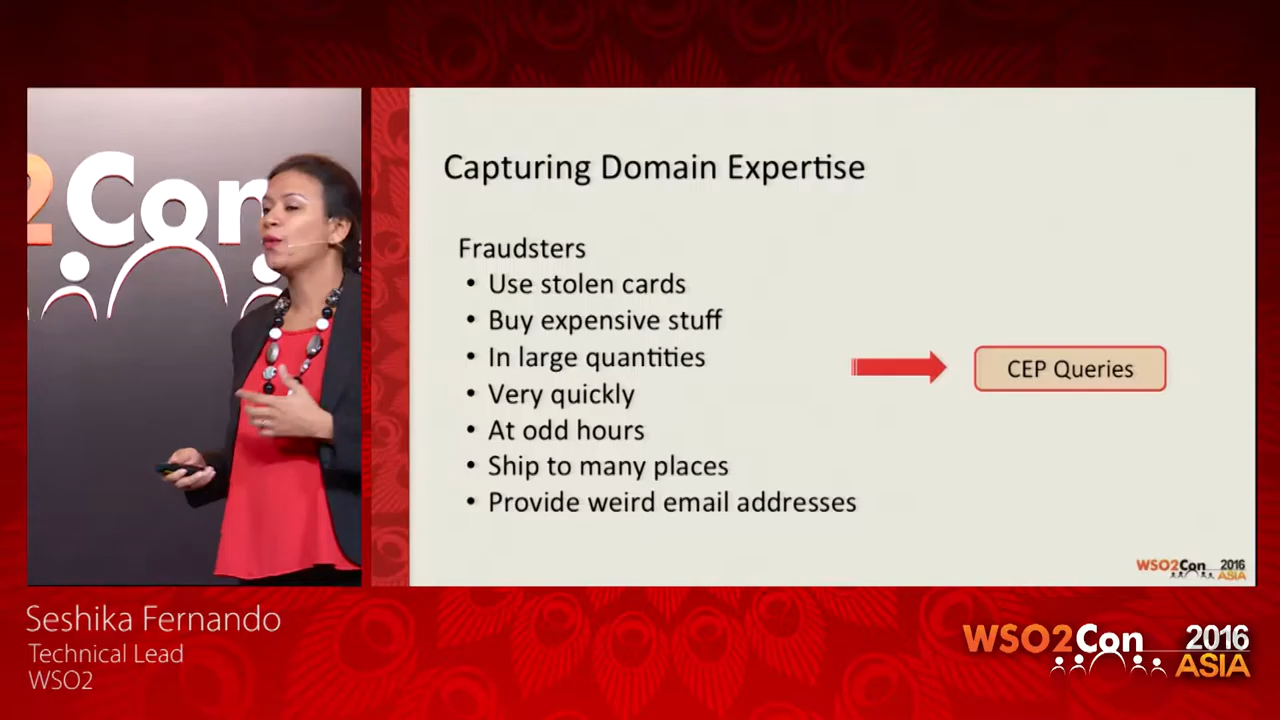 2Con
Capturing Domain Expertise
Fraudsters
• Use stolen cards
• Buy expensive stuff
• In large quantities
• Very quickly
• At odd hours
• Ship to many places
• Provide weird email addresses
CEP Queries
WSO2Con 2016
ASIA
Seshika Fernando
Technical Lead
WSO2
WSO2Con 2016
ASIA